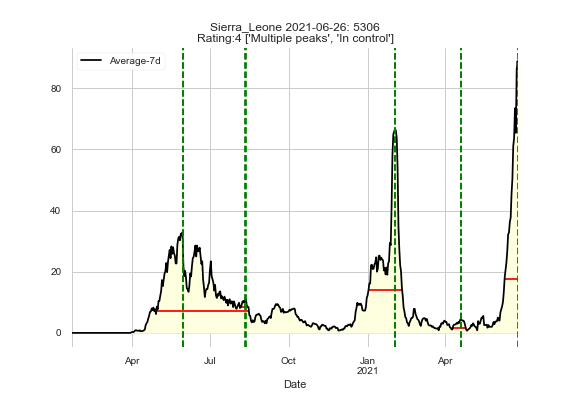 Sierra_Leone 2021-06-26: 5306
Rating:4 ['Multiple peaks', 'In control']
Average-7d
80
60
40
20
0
Apr
Jul
Oct
Jan
2021
Apr
Date